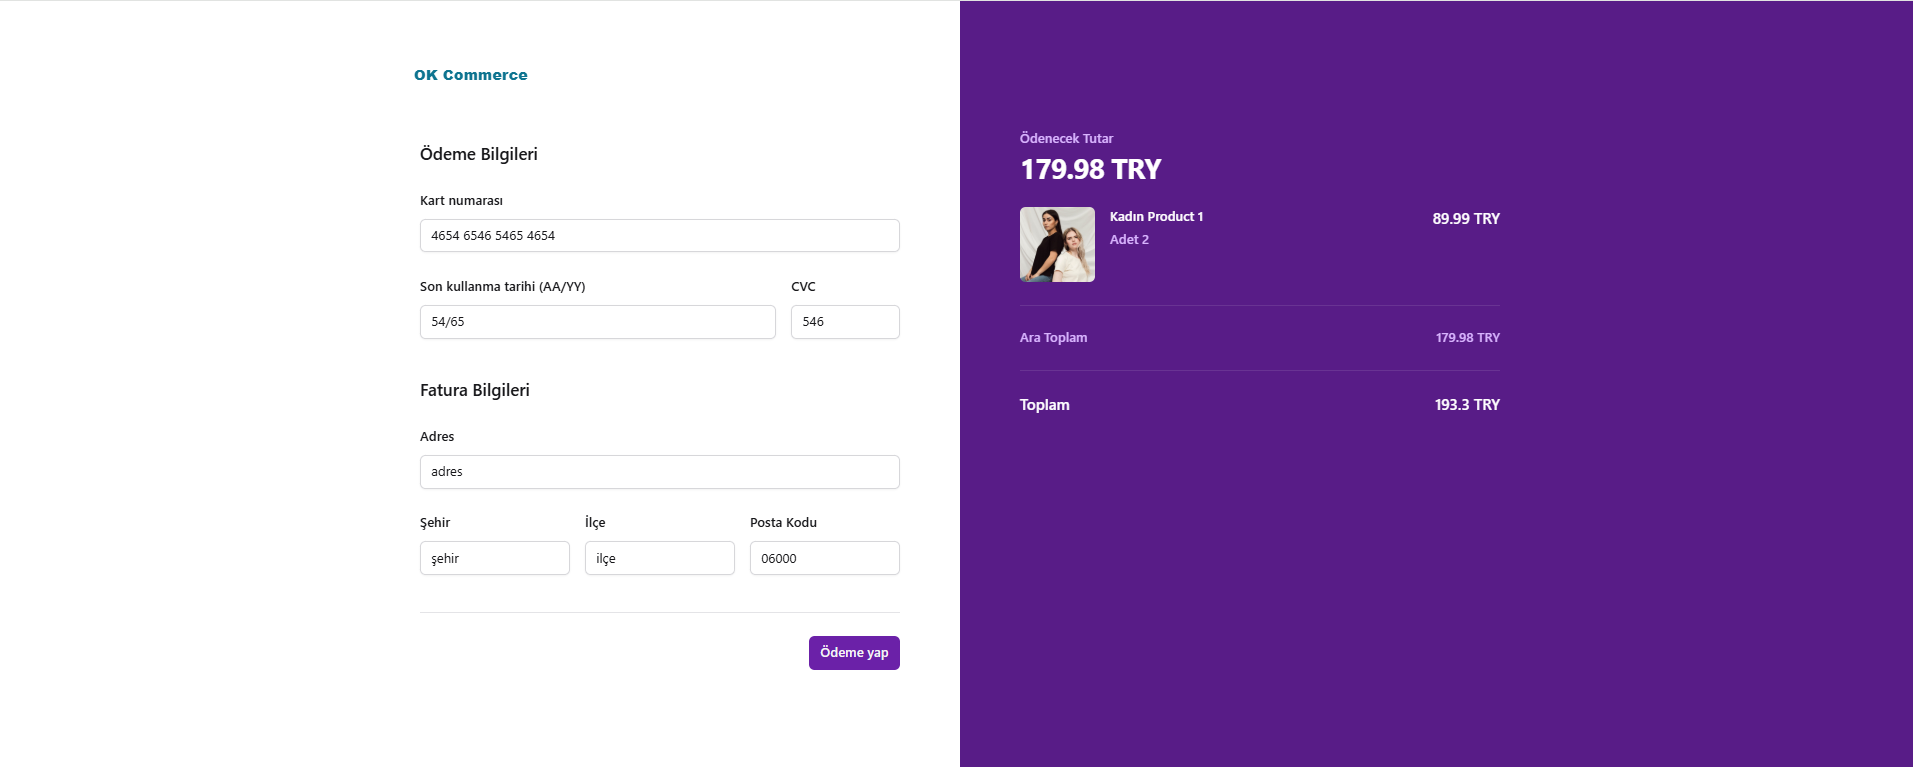 OK Commerce
Ödeme Bilgileri
Kart numarası
4654 6546 5465 4654
Son kullanma tarihi (AA/YY) CVC
54/65 546
Fatura Bilgileri
Adres
adres
Şehir İlçe Posta Kodu
şehir ilçe 06000
Ödeme yap
Ödenecek Tutar
179.98 TRY
Kadın Product 1 89.99 TRY
Adet 2
Ara Toplam 179.98 TRY
Toplam 193.3 TRY